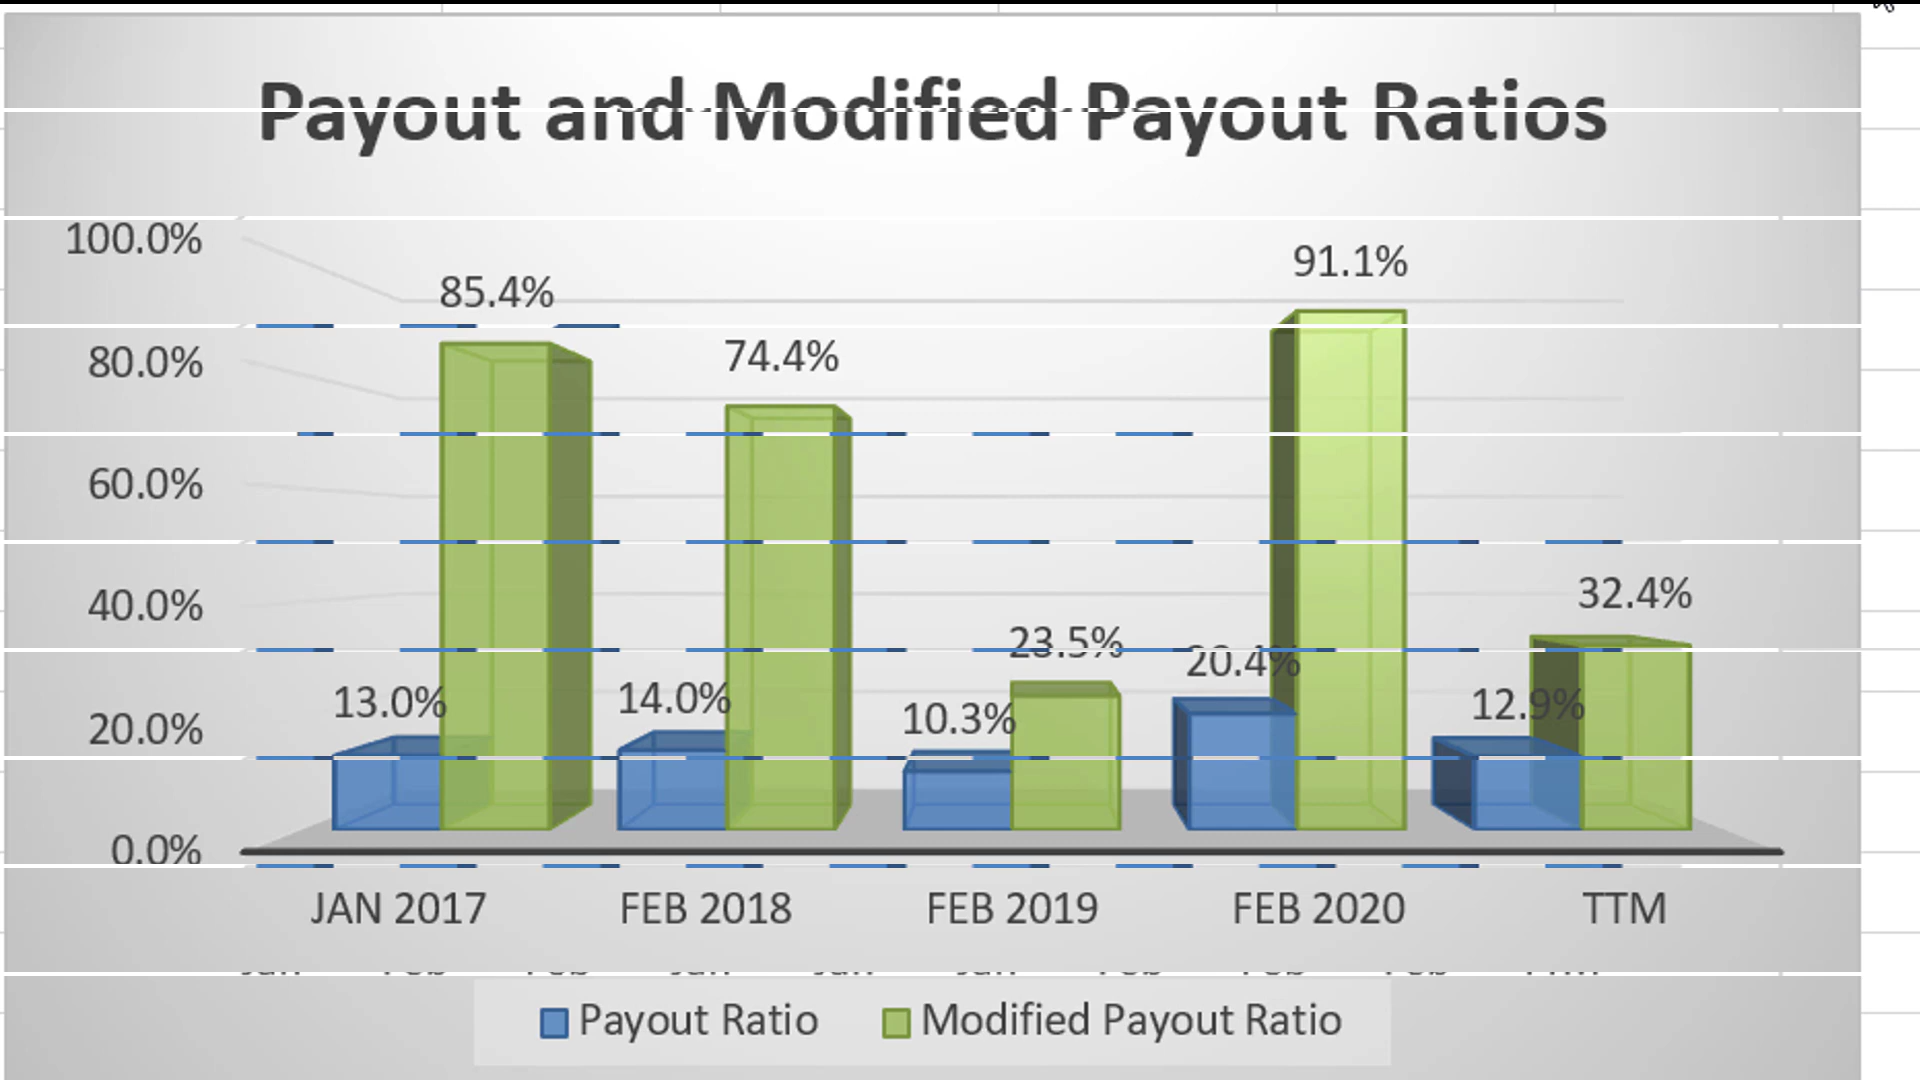 Payout and Modified Payout Ratios
100.0%
80.0%
60.0%
40.0%
20.0%
0.0%
85.4%
91.1%
74.4%
32.4%
23.5%
20.4%
13.0%
14.0%
10.3%
12.9%
JAN 2017
FEB 2018
FEB 2019
FEB 2020
TTM
Payout Ratio
Modified Payout Ratio